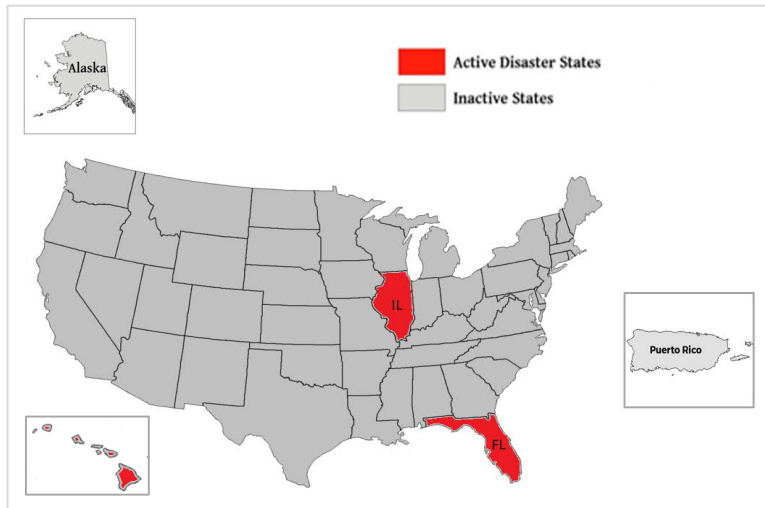 Alaska
Active Disaster States
Inactive States
IL
Puerto Rico
FL